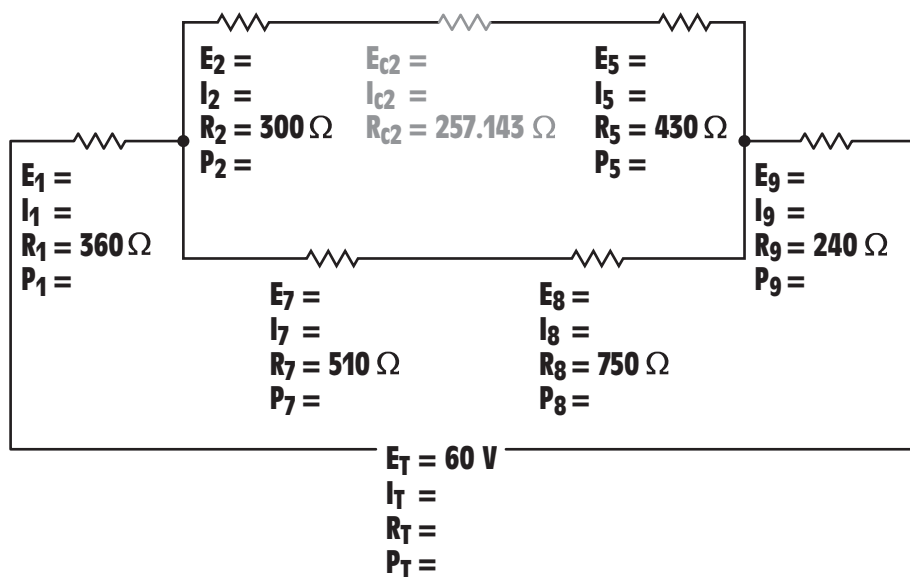 E2 =
I2 =
R2 = 300 Ω
P2 =
Ec2 =
Ic2 =
Rc2 = 257.143 Ω
E5 =
I5 =
R5 = 430 Ω
P5 =
E1 =
I1 =
R1 = 360 Ω
P1 =
E9 =
I9 =
R9 = 240 Ω
P9 =
E7 =
I7 =
R7 = 510 Ω
P7 =
E8 =
I8 =
R8 = 750 Ω
P8 =
ET = 60 V
IT =
RT =
PT =